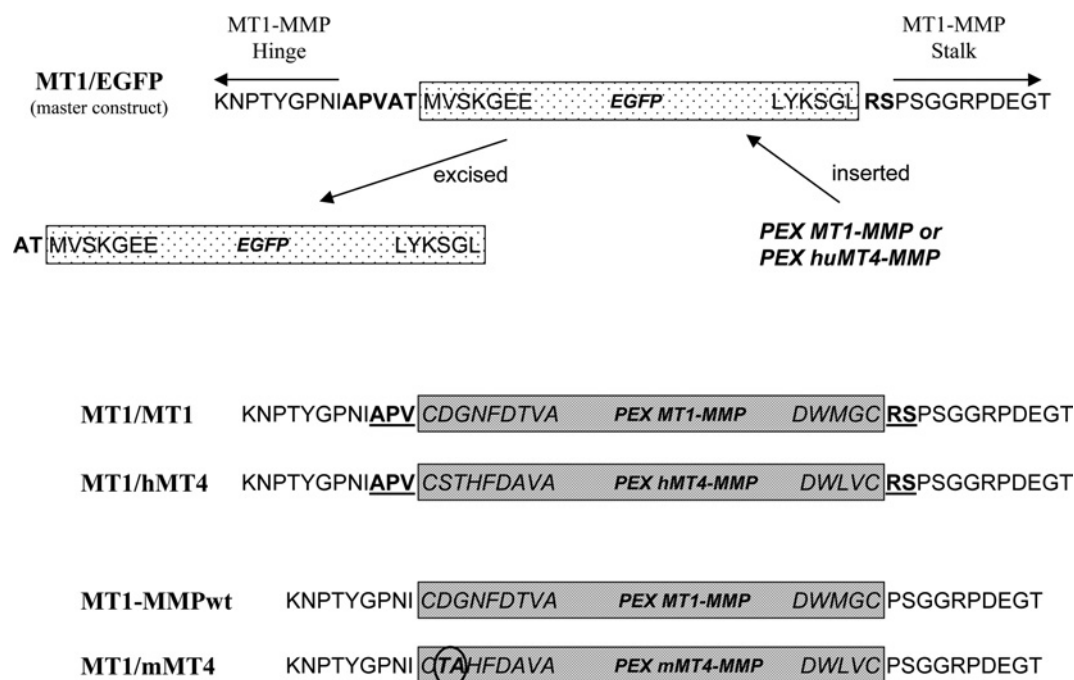 MT1-MMP Hinge
MT1-MMP Stalk
MT1/EGFP
(master construct)
KNPTYGPNIAPVAT MVSKGEE EGFP LYKSGL RSPSGGRPDEGT
excised
inserted
AT MVSKGEE EGFP LYKSGL
PEX MT1-MMP or
PEX huMT4-MMP
MT1/MT1 KNPTYGPNIAPV CDGNFDTVA PEX MT1-MMP DWMGC RSPSGGRPDEGT
MT1/hMT4 KNPTYGPNIAPV CSTHFDAVA PEX hMT4-MMP DWLVC RSPSGGRPDEGT
MT1-MMPwt KNPTYGPNI CDGNFDTVA PEX MT1-MMP DWMGC PSGGRPDEGT
MT1/mMT4 KNPTYGPNI CTAHFDAVA PEX mMT4-MMP DWLVC PSGGRPDEGT